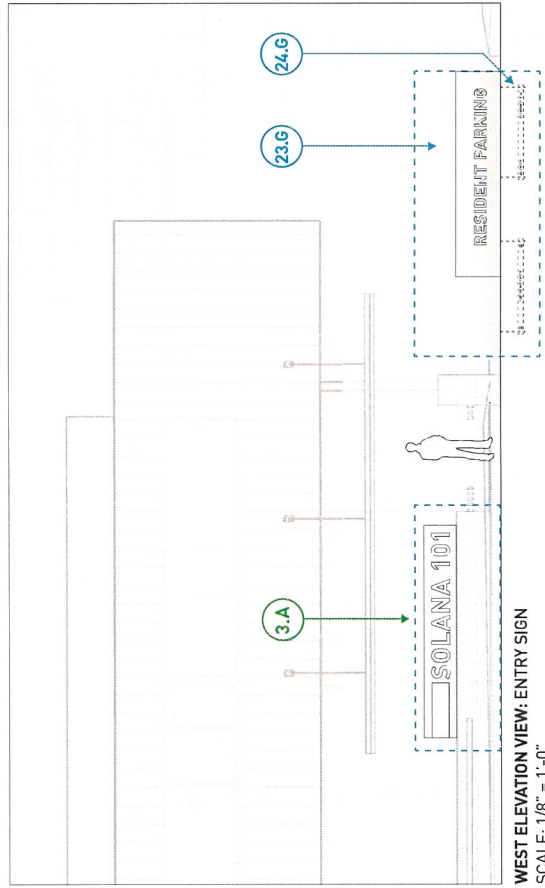 24.G
23.G
RESIDENT PARKING
3.A
SOLANA 101
WEST ELEVATION VIEW: ENTRY SIGN
SCALE: 1/8" = 1'-0"